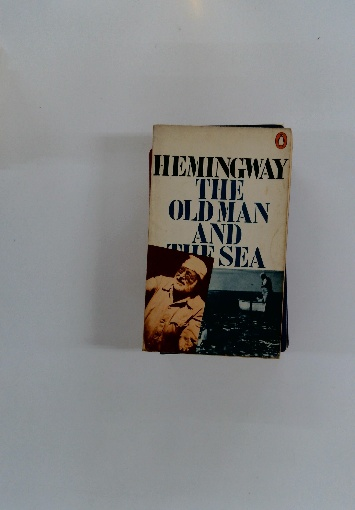 HEMINGWAY
THE
OLD MAN
AND
THE SEA